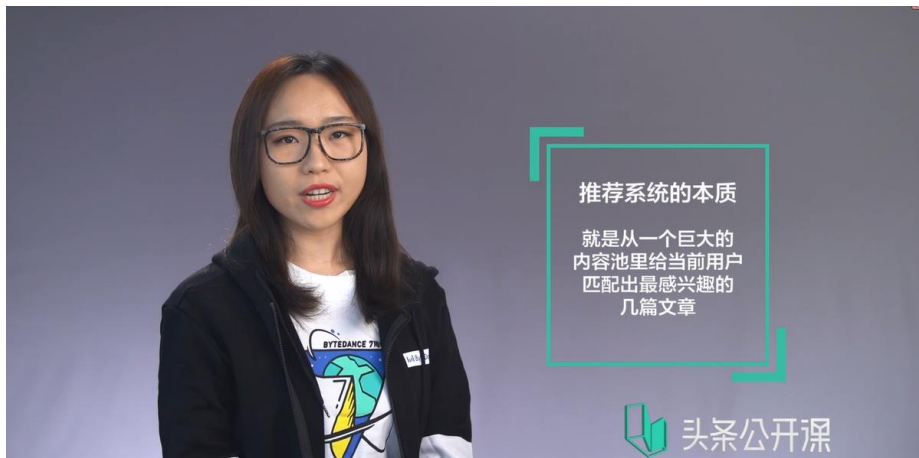 推荐系统的本质
就是从一个巨大的
内容池里给当前用户
匹配出最感兴趣的
几篇文章
BYTEDANCE 7
头条公开课